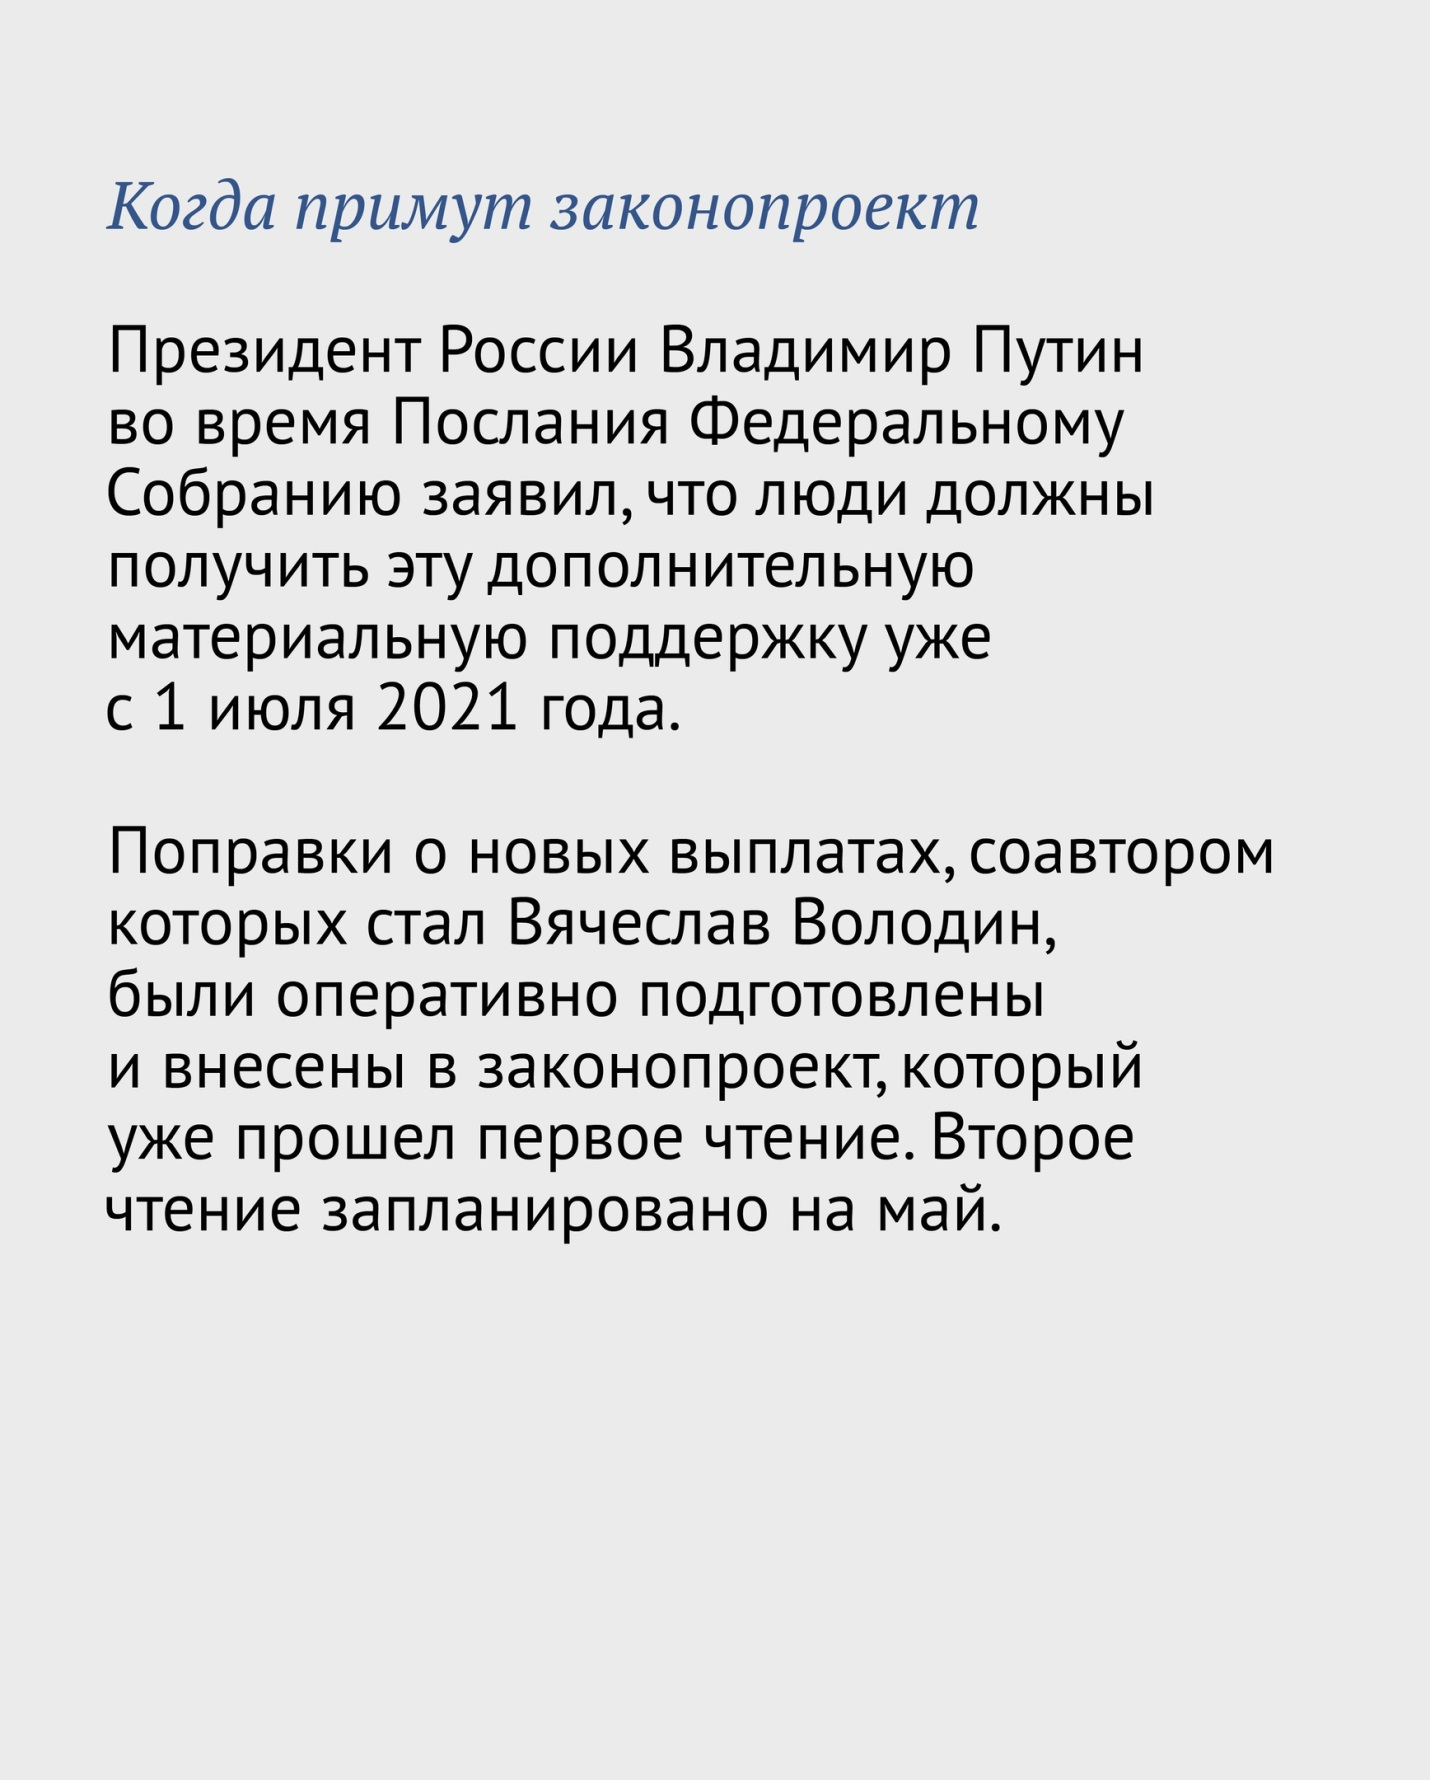 Когда примут законопроект
Президент России Владимир Путин
во время Послания Федеральному
Собранию заявил, что люди должны
получить эту дополнительную
материальную поддержку уже
с 1 июля 2021 года.
Поправки о новых выплатах, соавтором
которых стал Вячеслав Володин,
были оперативно подготовлены
и внесены в законопроект, который
уже прошел первое чтение. Второе
чтение запланировано на май.